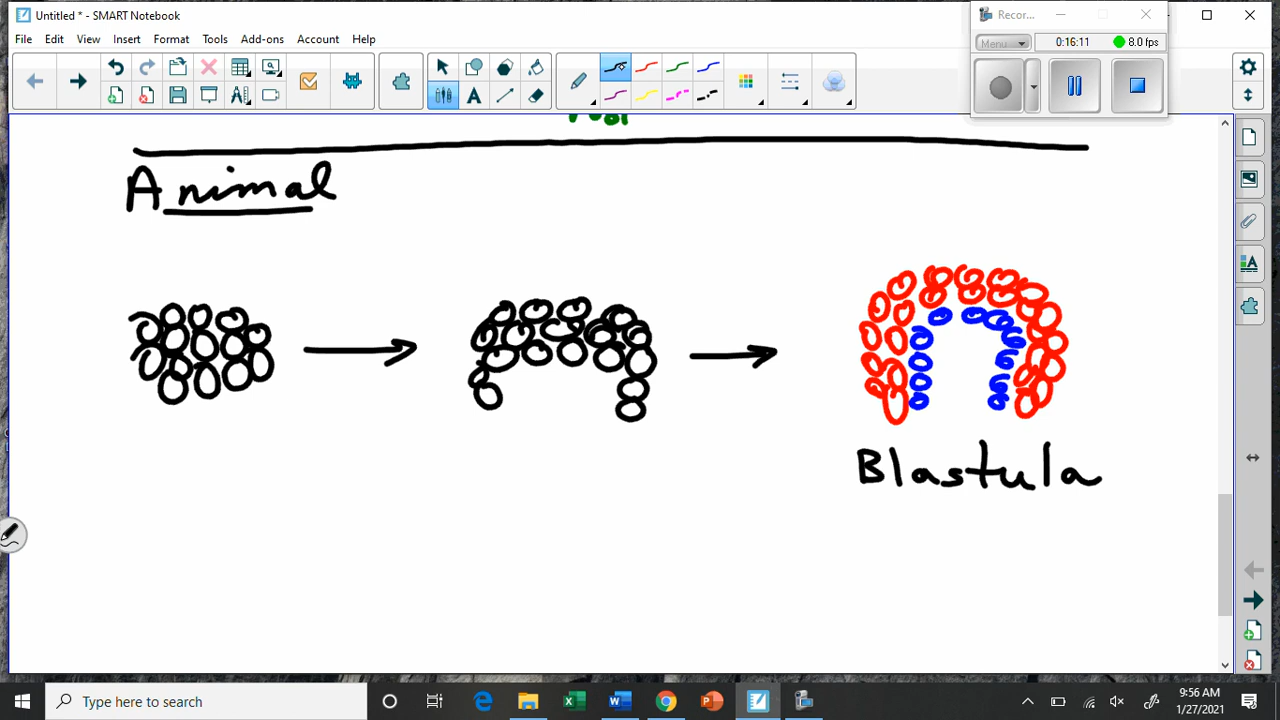 Untitled * - SMART Notebook
File Edit View Insert Format Tools Add-ons Account Help
Recor...
Menu
0:16:11
8.0 fps
Animal
Blastula
Type here to search
9:56 AM
1/27/2021